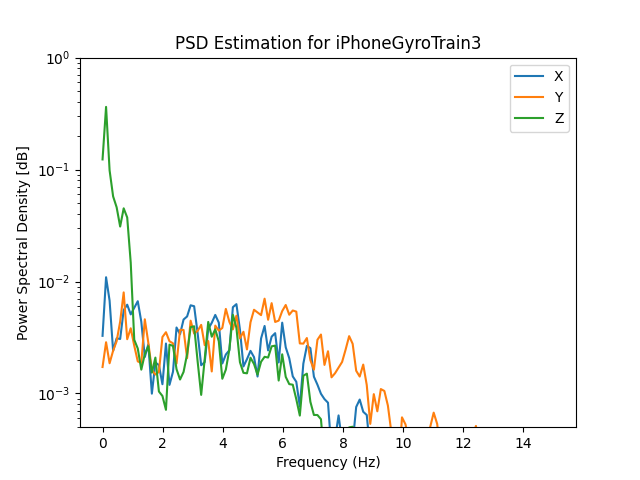 PSD Estimation for iPhoneGyroTrain3
X
Y
Z
Power Spectral Density [dB]
10⁰
10⁻¹
10⁻²
10⁻³
0 2 4 6 8 10 12 14
Frequency (Hz)